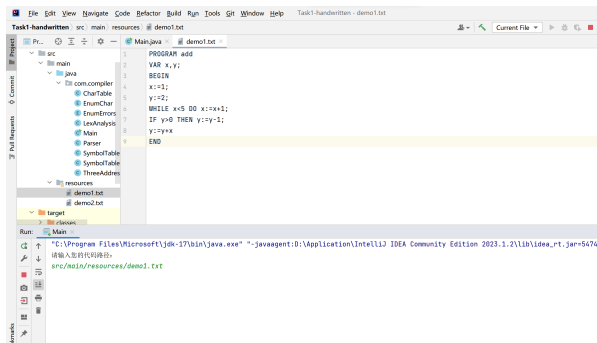 File Edit View Navigate Code Refactor Build Run Tools Git Window Help Task1-handwritten - demo1.txt
Task1-handwritten src main resources demo1.txt
Current File
Project
Pr...
Main.java demo1.txt
src
main
java
com.compiler
CharTable
EnumChar
EnumErrors
LexAnalysis
Main
Parser
SymbolTable
SymbolTable
ThreeAddres
resources
demo1.txt
demo2.txt
target
classes
Commit
Pull Requests
1 PROGRAM add
2 VAR x,y;
3 BEGIN
4 x:=1;
5 y:=2;
6 WHILE x<5 DO x:=x+1;
7 IF y>0 THEN y:=y-1;
8 y:=y+x
9 END
Run: Main
"C:\Program Files\Microsoft\jdk-17\bin\java.exe" "-javaagent:D:\Application\IntelliJ IDEA Community Edition 2023.1.2\lib\idea_rt.jar=5474
请输入您的代码路径:
src/main/resources/demo1.txt